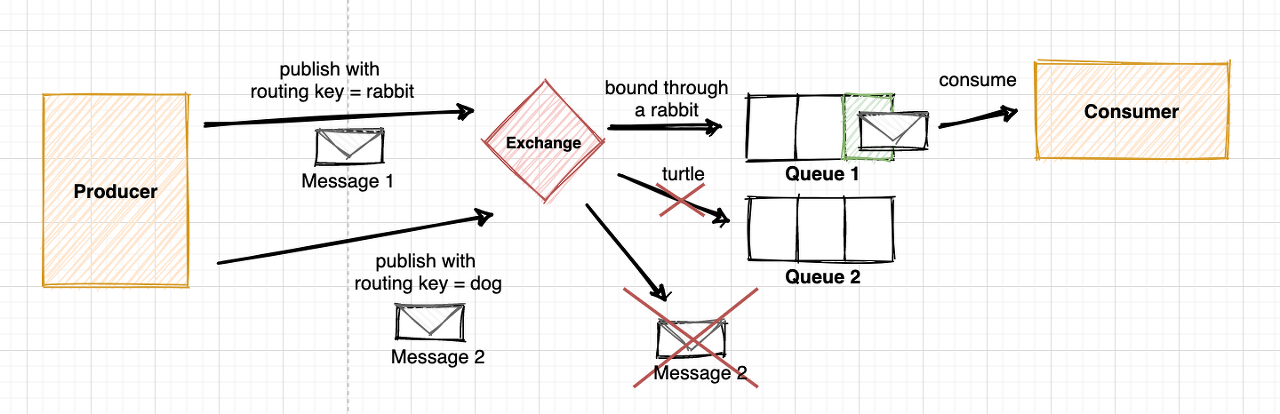 publish with
routing key = rabbit
Message 1
Producer
publish with
routing key = dog
Message 2
Exchange
bound through
a rabbit
turtle
Message 2
Queue 1
Queue 2
consume
Consumer